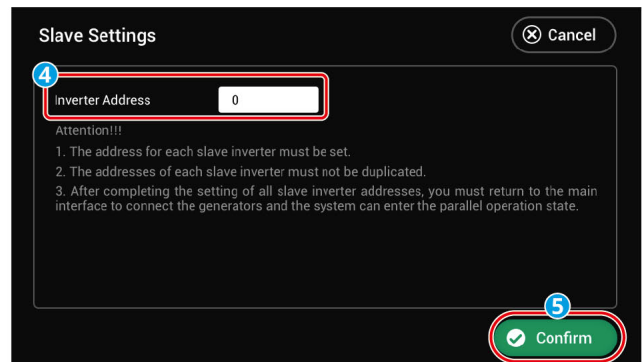 Slave Settings
Cancel
4
Inverter Address 0
Attention!!!
1. The address for each slave inverter must be set.
2. The addresses of each slave inverter must not be duplicated.
3. After completing the setting of all slave inverter addresses, you must return to the main
interface to connect the generators and the system can enter the parallel operation state.
5
Confirm